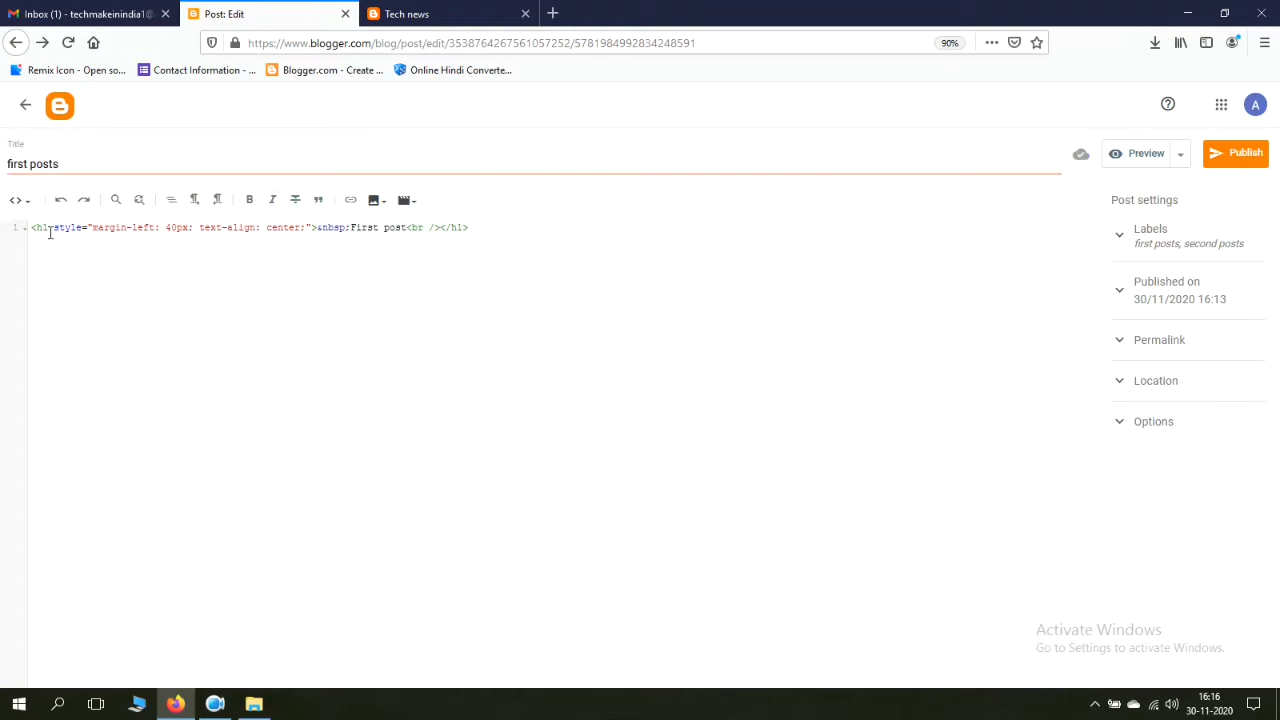 Inbox (1) - techmakeindia1@
Post: Edit
Tech news
https://www.blogger.com/blog/post/edit/3538764267561057252/5781984992834248591
90%
Remix Icon - Open so...
Contact Information - ...
Blogger.com - Create ...
Online Hindi Converte...
A
Title
first posts
Preview
Publish
B
I
Post settings
1
<h1 style="margin-left: 40px; text-align: center;">&nbsp;First post<br /></h1>
Labels
first posts, second posts
Published on
30/11/2020 16:13
Permalink
Location
Options
Activate Windows
Go to Settings to activate Windows.
16:16
30-11-2020